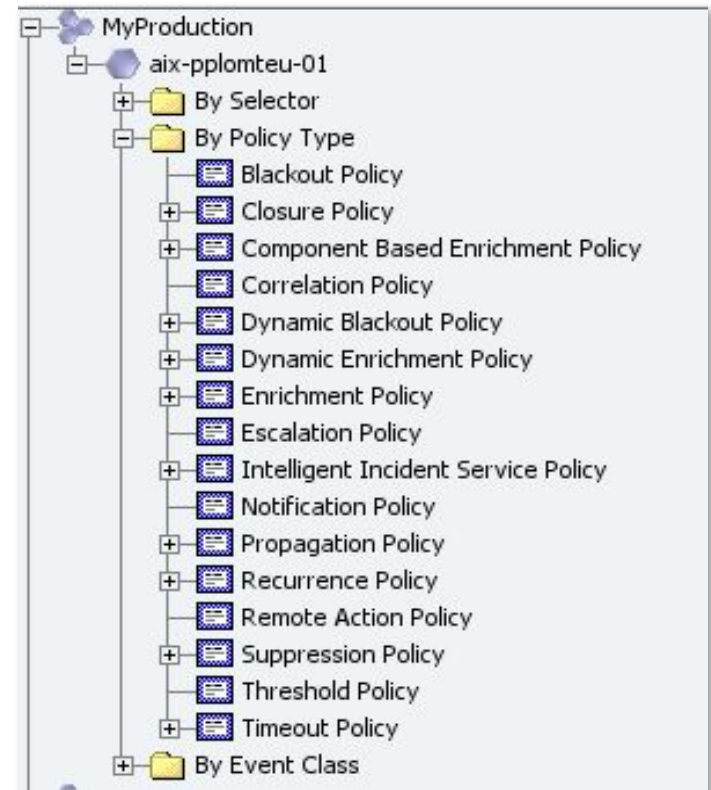 MyProduction
aix-pplomteu-01
By Selector
By Policy Type
Blackout Policy
Closure Policy
Component Based Enrichment Policy
Correlation Policy
Dynamic Blackout Policy
Dynamic Enrichment Policy
Enrichment Policy
Escalation Policy
Intelligent Incident Service Policy
Notification Policy
Propagation Policy
Recurrence Policy
Remote Action Policy
Suppression Policy
Threshold Policy
Timeout Policy
By Event Class